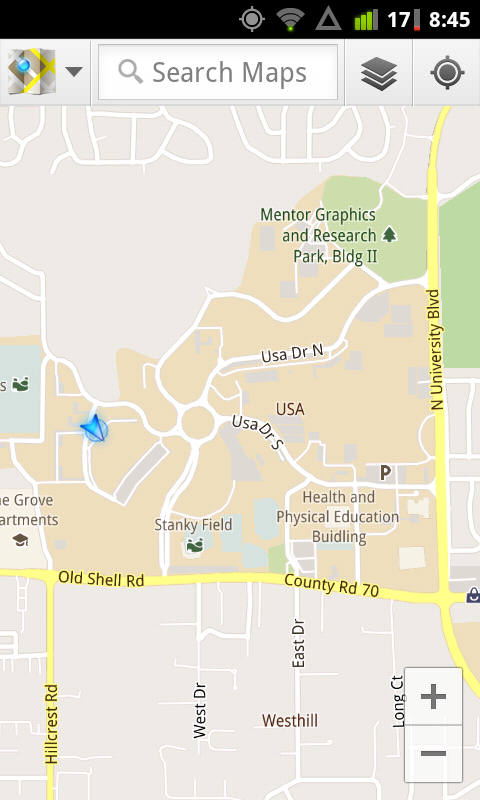 17 8:45
Search Maps
Mentor Graphics
and Research
Park, Bldg II
N University Blvd
Usa Dr N
s
USA
Usa Dr S
P
ne Grove
artments
Health and
Physical Education
Buidling
Stanky Field
Old Shell Rd
County Rd 70
East Dr
West Dr
Long Ct
Hillcrest Rd
Westhill